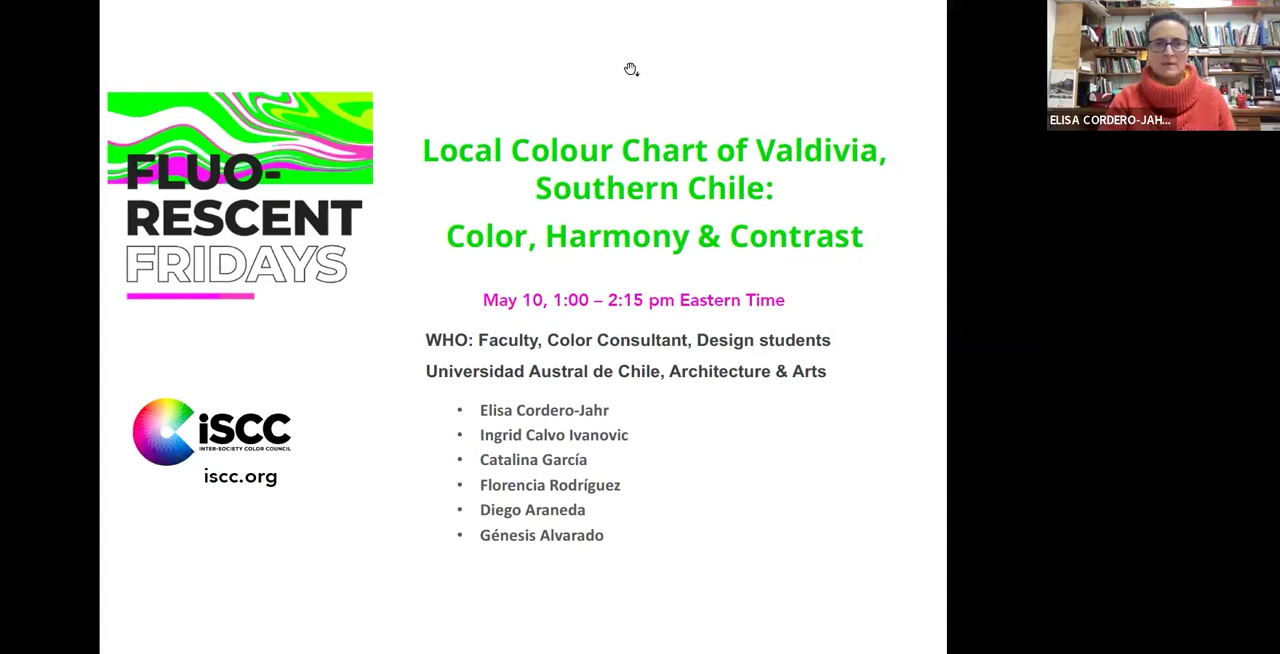 FLUO-
RESCENT
FRIDAYS
iSCC
INTER-SOCIETY COLOR COUNCIL
iscc.org
Local Colour Chart of Valdivia,
Southern Chile:
Color, Harmony & Contrast
May 10, 1:00 – 2:15 pm Eastern Time
WHO: Faculty, Color Consultant, Design students
Universidad Austral de Chile, Architecture & Arts
• Elisa Cordero-Jahr
• Ingrid Calvo Ivanovic
• Catalina García
• Florencia Rodríguez
• Diego Araneda
• Génesis Alvarado
ELISA CORDERO-JAH...